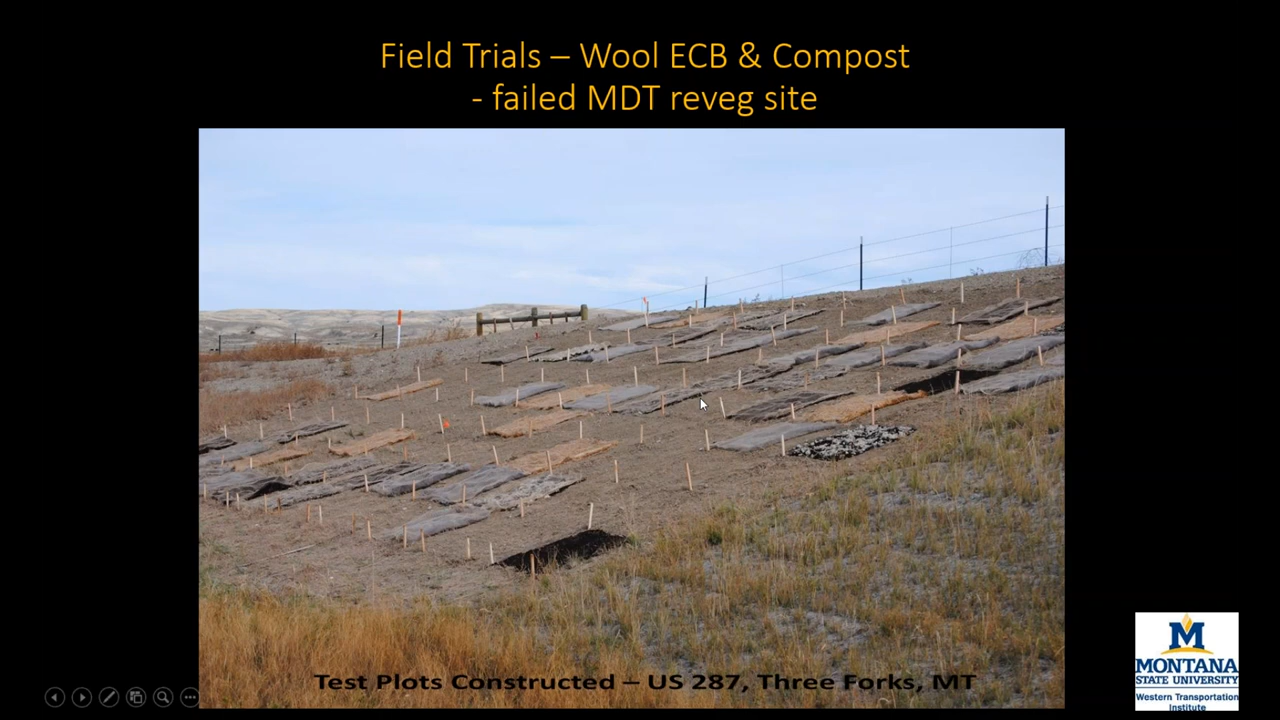 Field Trials – Wool ECB & Compost
- failed MDT reveg site
Test Plots Constructed – US 287, Three Forks, MT
M
MONTANA
STATE UNIVERSITY
Western Transportation
Institute